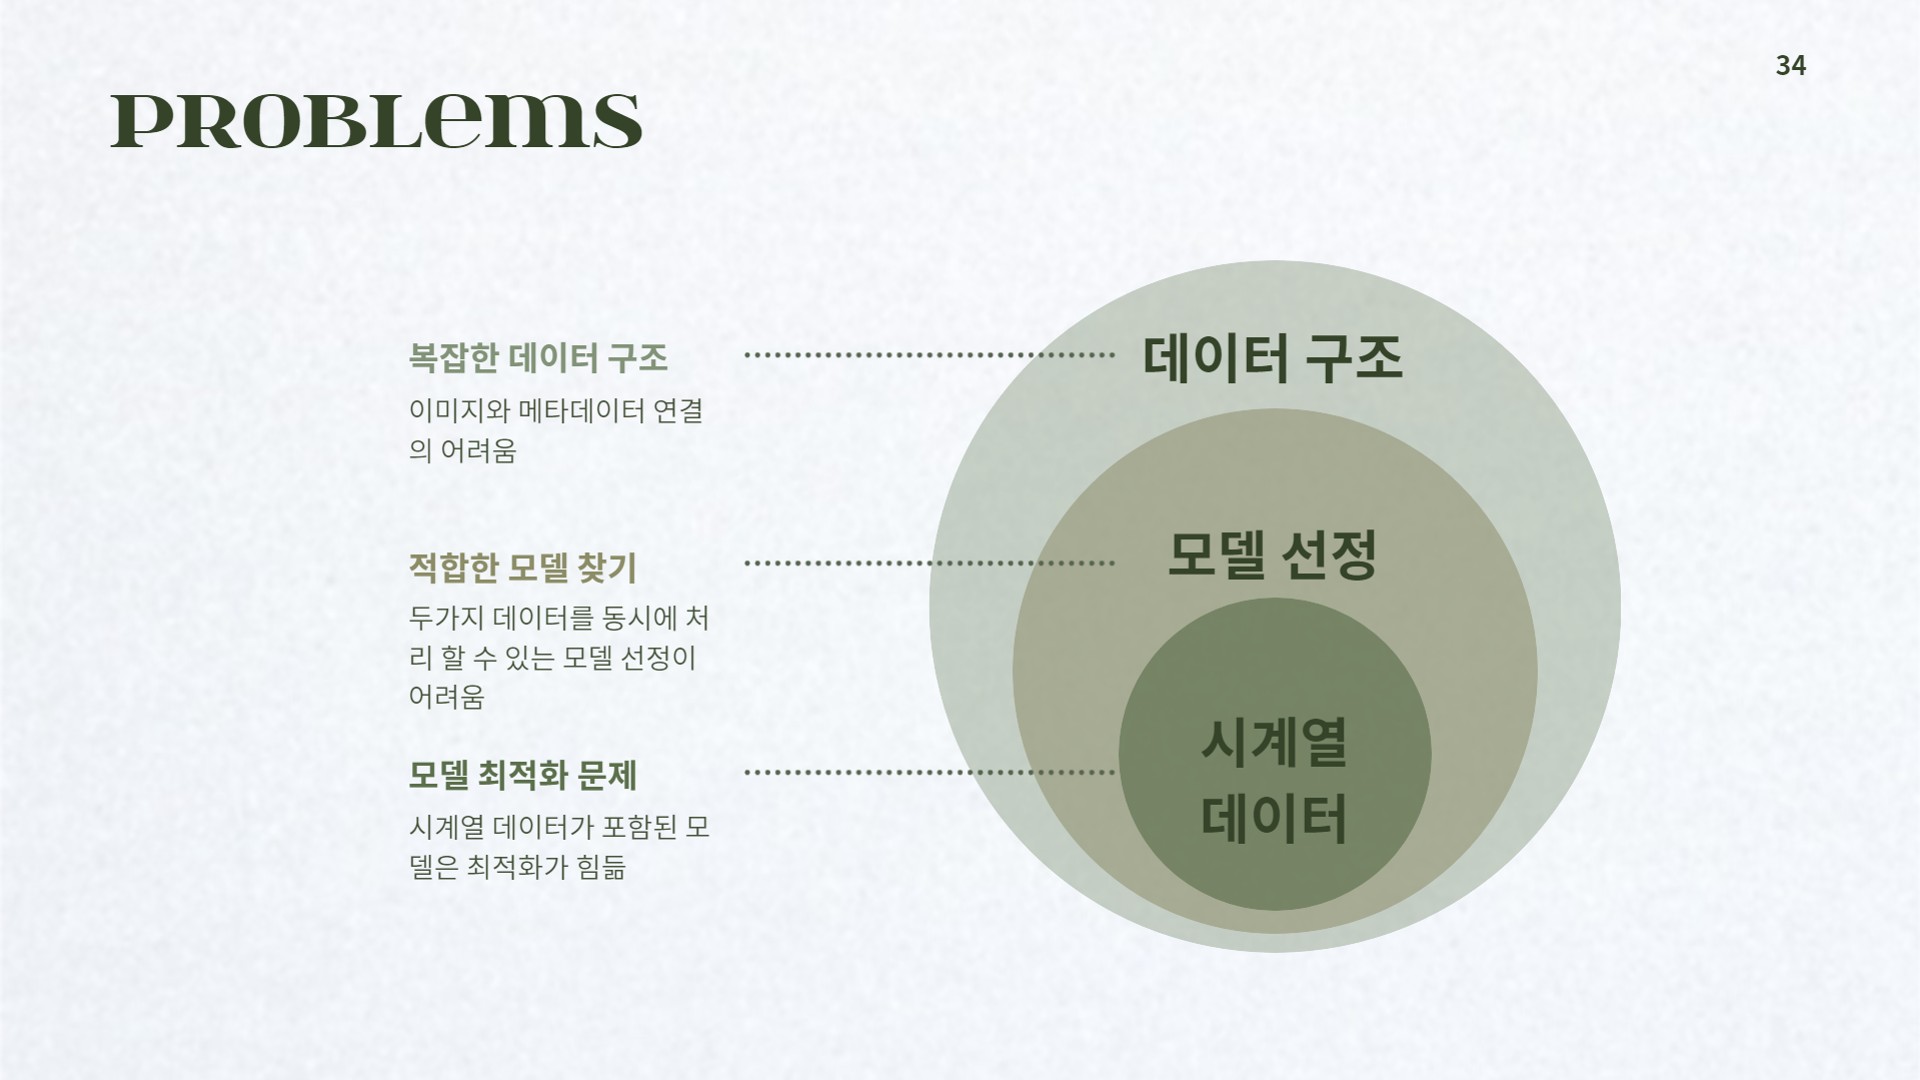 34
PROBLems
복잡한 데이터 구조
이미지와 메타데이터 연결
의 어려움
적합한 모델 찾기
두가지 데이터를 동시에 처
리 할 수 있는 모델 선정이
어려움
모델 최적화 문제
시계열 데이터가 포함된 모
델은 최적화가 힘듦
데이터 구조
모델 선정
시계열
데이터